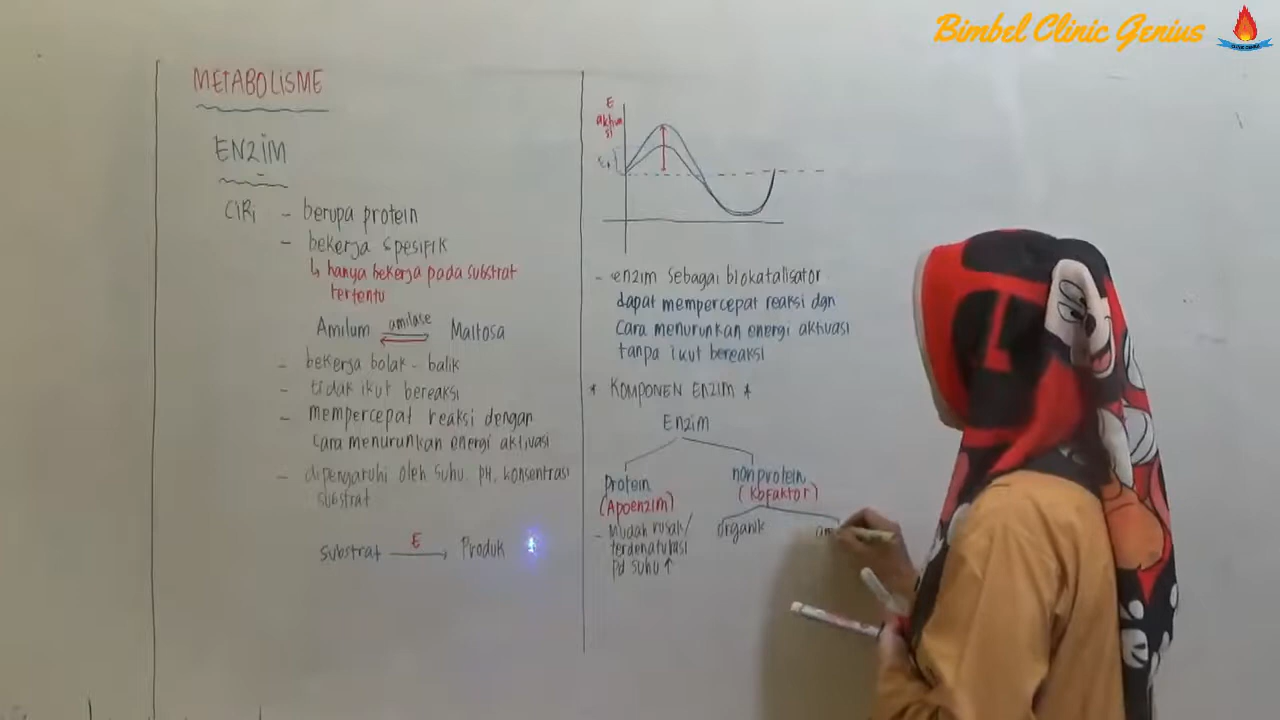 Bimbel Clinic Genius
METABOLISME
ENZIM
CIRi - berupa protein
- bekerja spesifik
↳ hanya bekerja pada substrat
tertentu
Amilum amilase Maltosa
- bekerja bolak - balik
- tidak ikut bereaksi
- mempercepat reaksi dengan
cara menurunkan energi aktivasi
- dipengaruhi oleh suhu, pH, konsentrasi
substrat
substrat E → Produk
E
aktiva
si
- enzim sebagai biokatalisator
dapat mempercepat reaksi dgn
cara menurunkan energi aktivasi
tanpa ikut bereaksi
* KOMPONEN ENZIM *
Enzim
Protein nonprotein
(Apoenzim) (Kofaktor)
- Mudah rusak/ organik an
terdenaturasi
pd suhu ↑